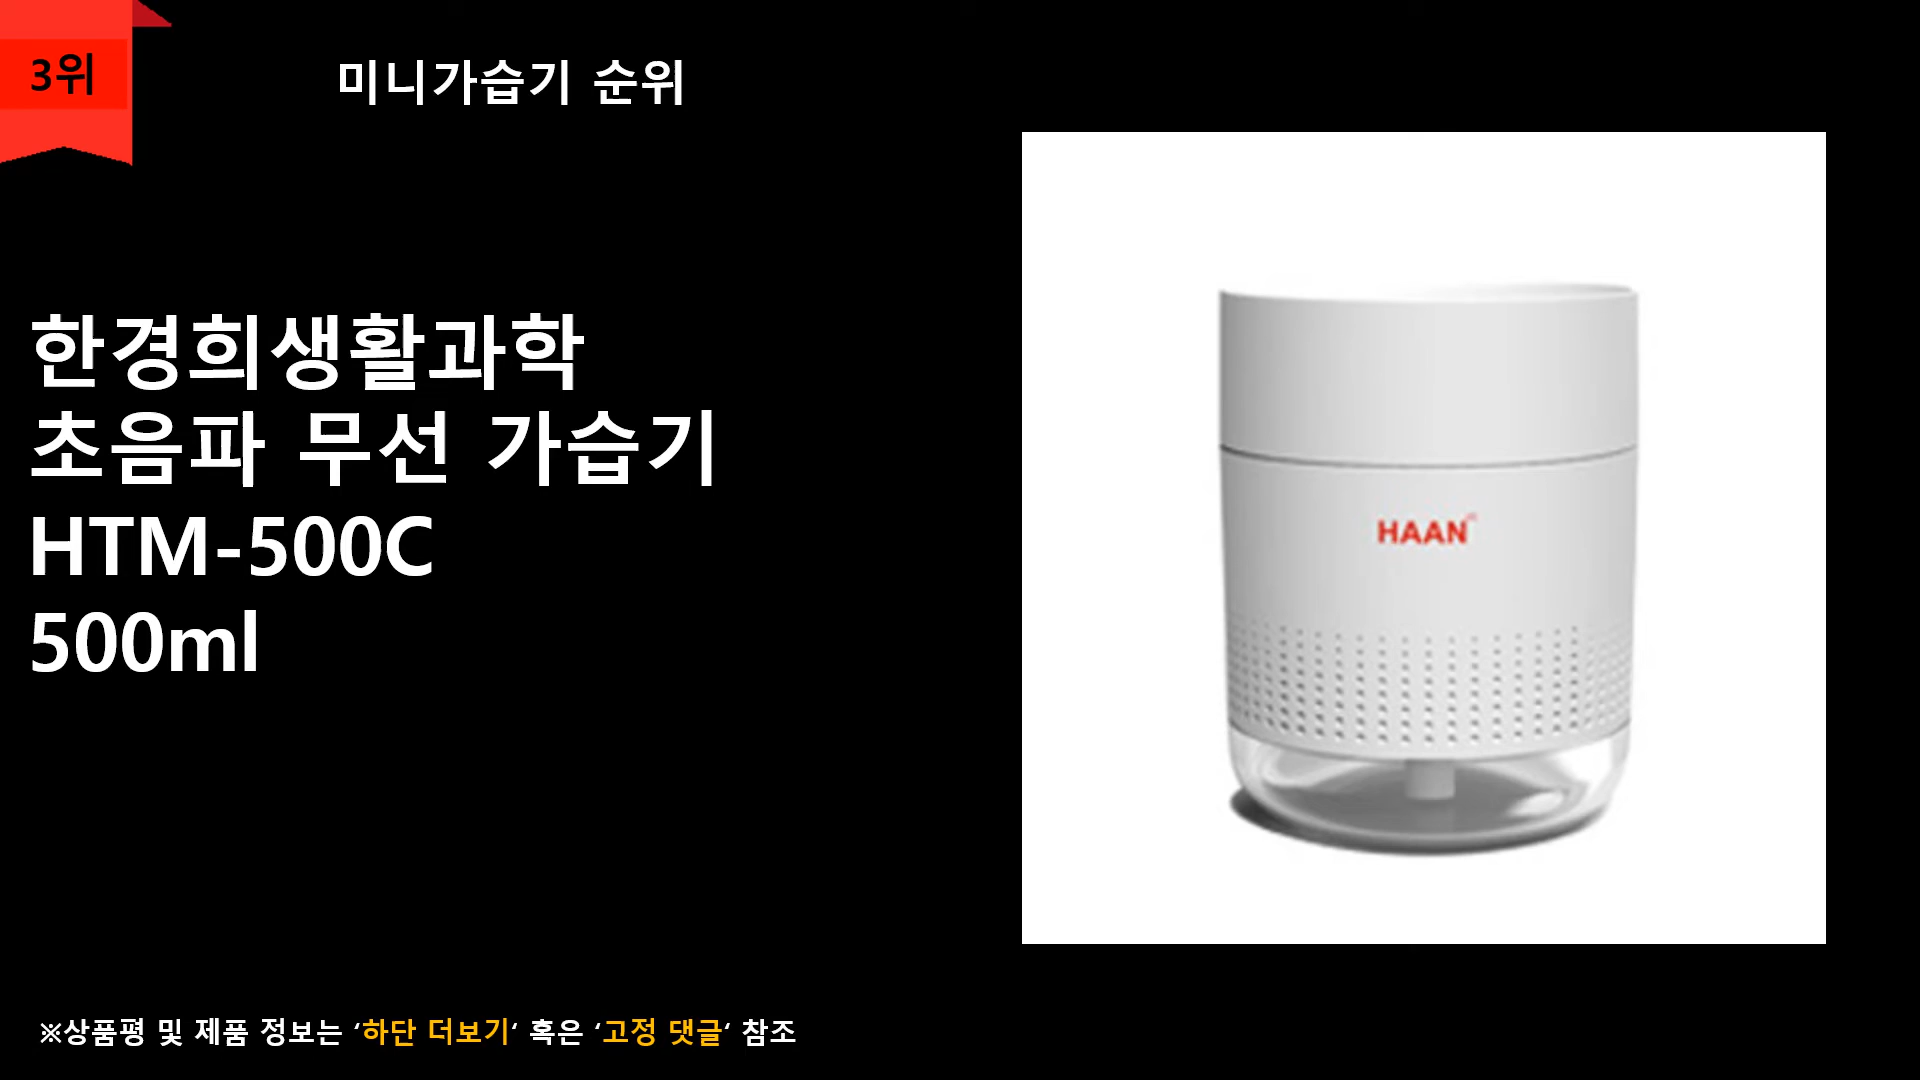 3위
미니가습기 순위
한경희생활과학
초음파 무선 가습기
HTM-500C
500ml
HAAN
※상품평 및 제품 정보는 ‘하단 더보기‘ 혹은 ‘고정 댓글‘ 참조